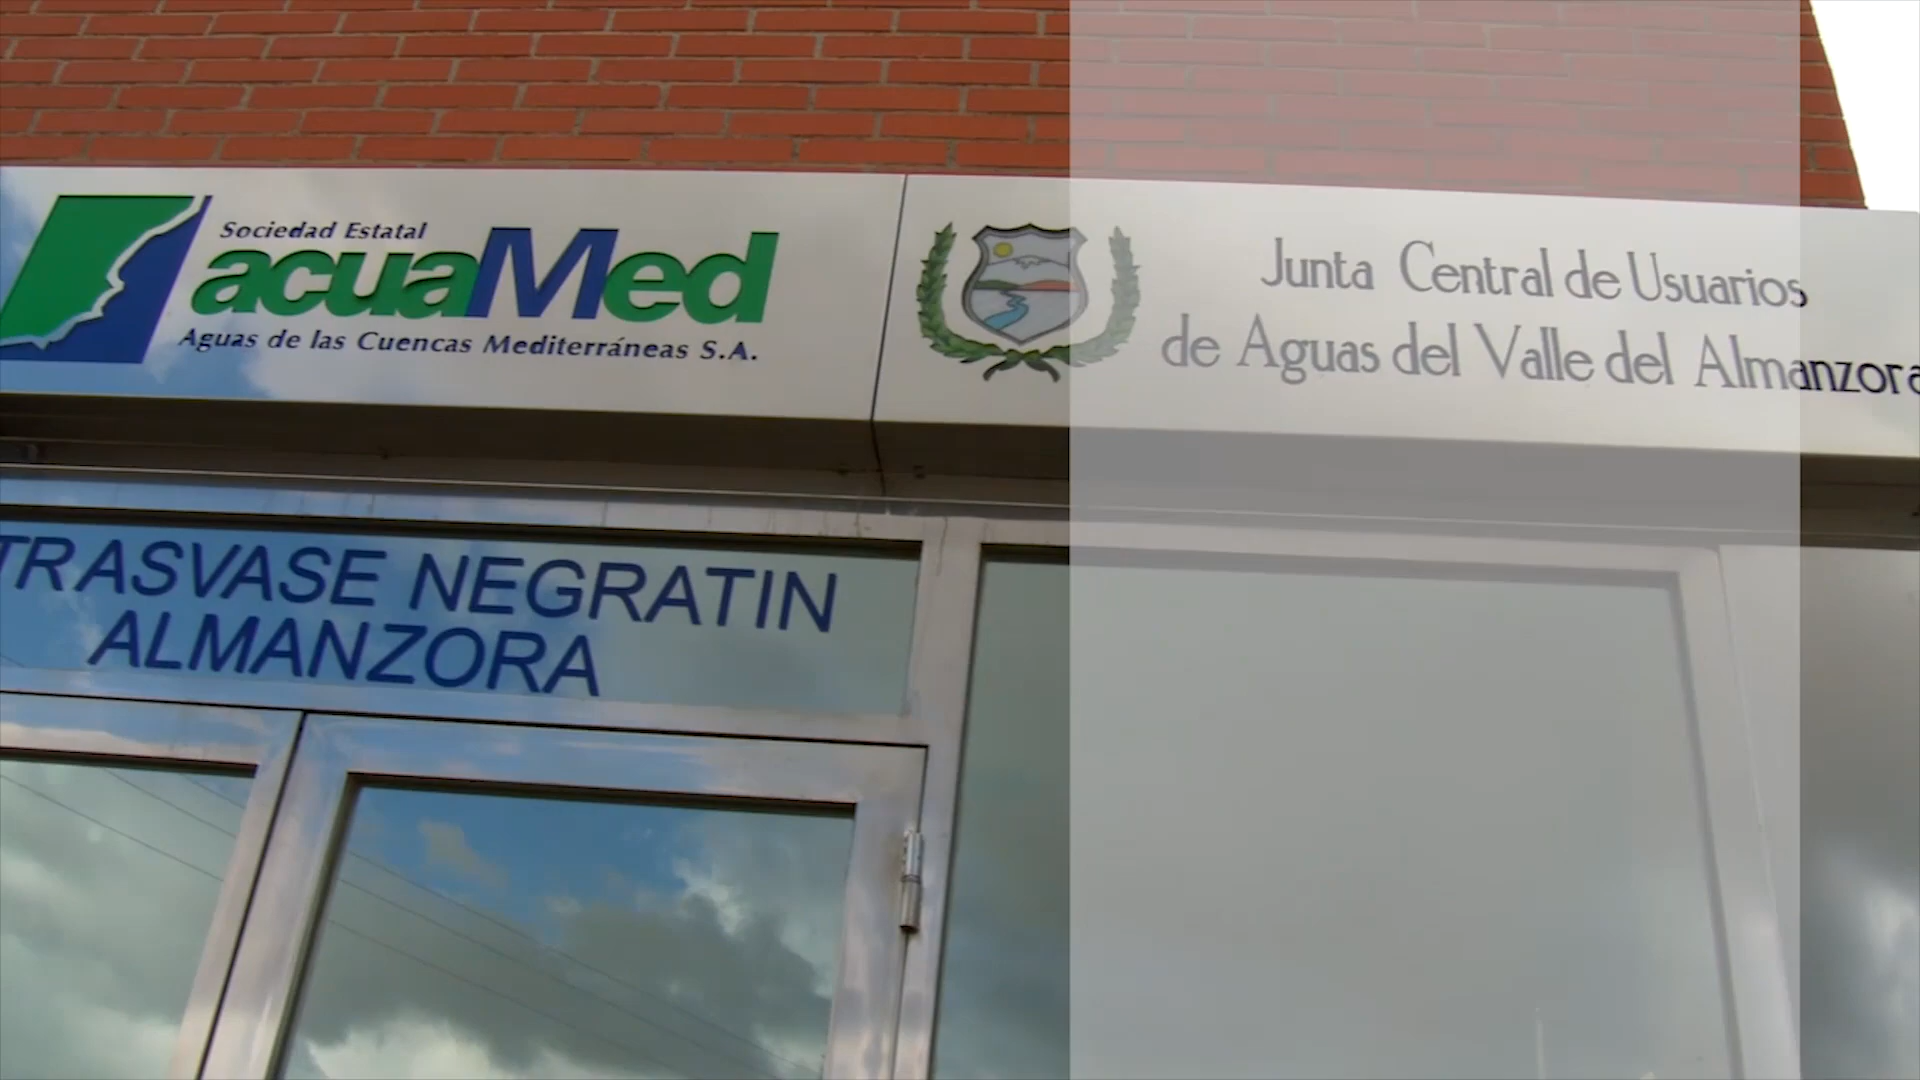 Sociedad Estatal
acuaMed
Aguas de las Cuencas Mediterráneas S.A.
Junta Central de Usuarios
de Aguas del Valle del Almanzora
TRASVASE NEGRATIN
ALMANZORA